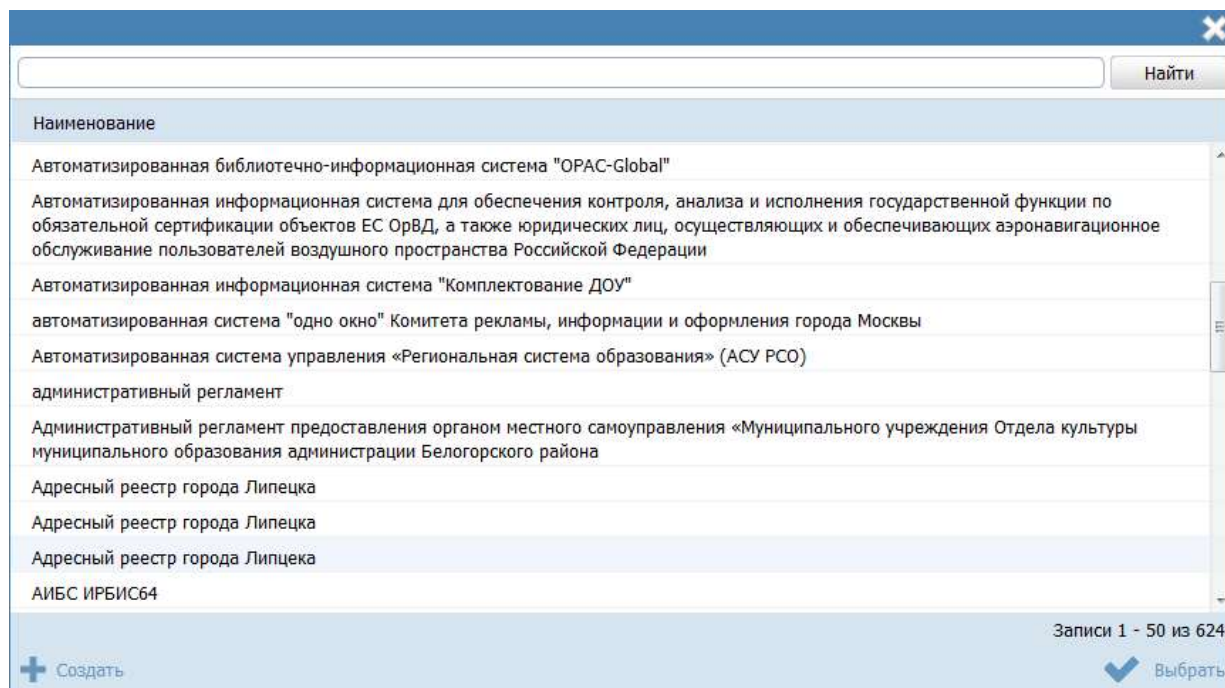 Найти
Наименование
Автоматизированная библиотечно-информационная система "OPAC-Global"
Автоматизированная информационная система для обеспечения контроля, анализа и исполнения государственной функции по
обязательной сертификации объектов ЕС ОрВД, а также юридических лиц, осуществляющих и обеспечивающих аэронавигационное
обслуживание пользователей воздушного пространства Российской Федерации
Автоматизированная информационная система "Комплектование ДОУ"
автоматизированная система "одно окно" Комитета рекламы, информации и оформления города Москвы
Автоматизированная система управления «Региональная система образования» (АСУ РСО)
административный регламент
Административный регламент предоставления органом местного самоуправления «Муниципального учреждения Отдела культуры
муниципального образования администрации Белогорского района
Адресный реестр города Липецка
Адресный реестр города Липецка
Адресный реестр города Липцека
АИБС ИРБИС64
Записи 1 - 50 из 624
Создать
Выбрать